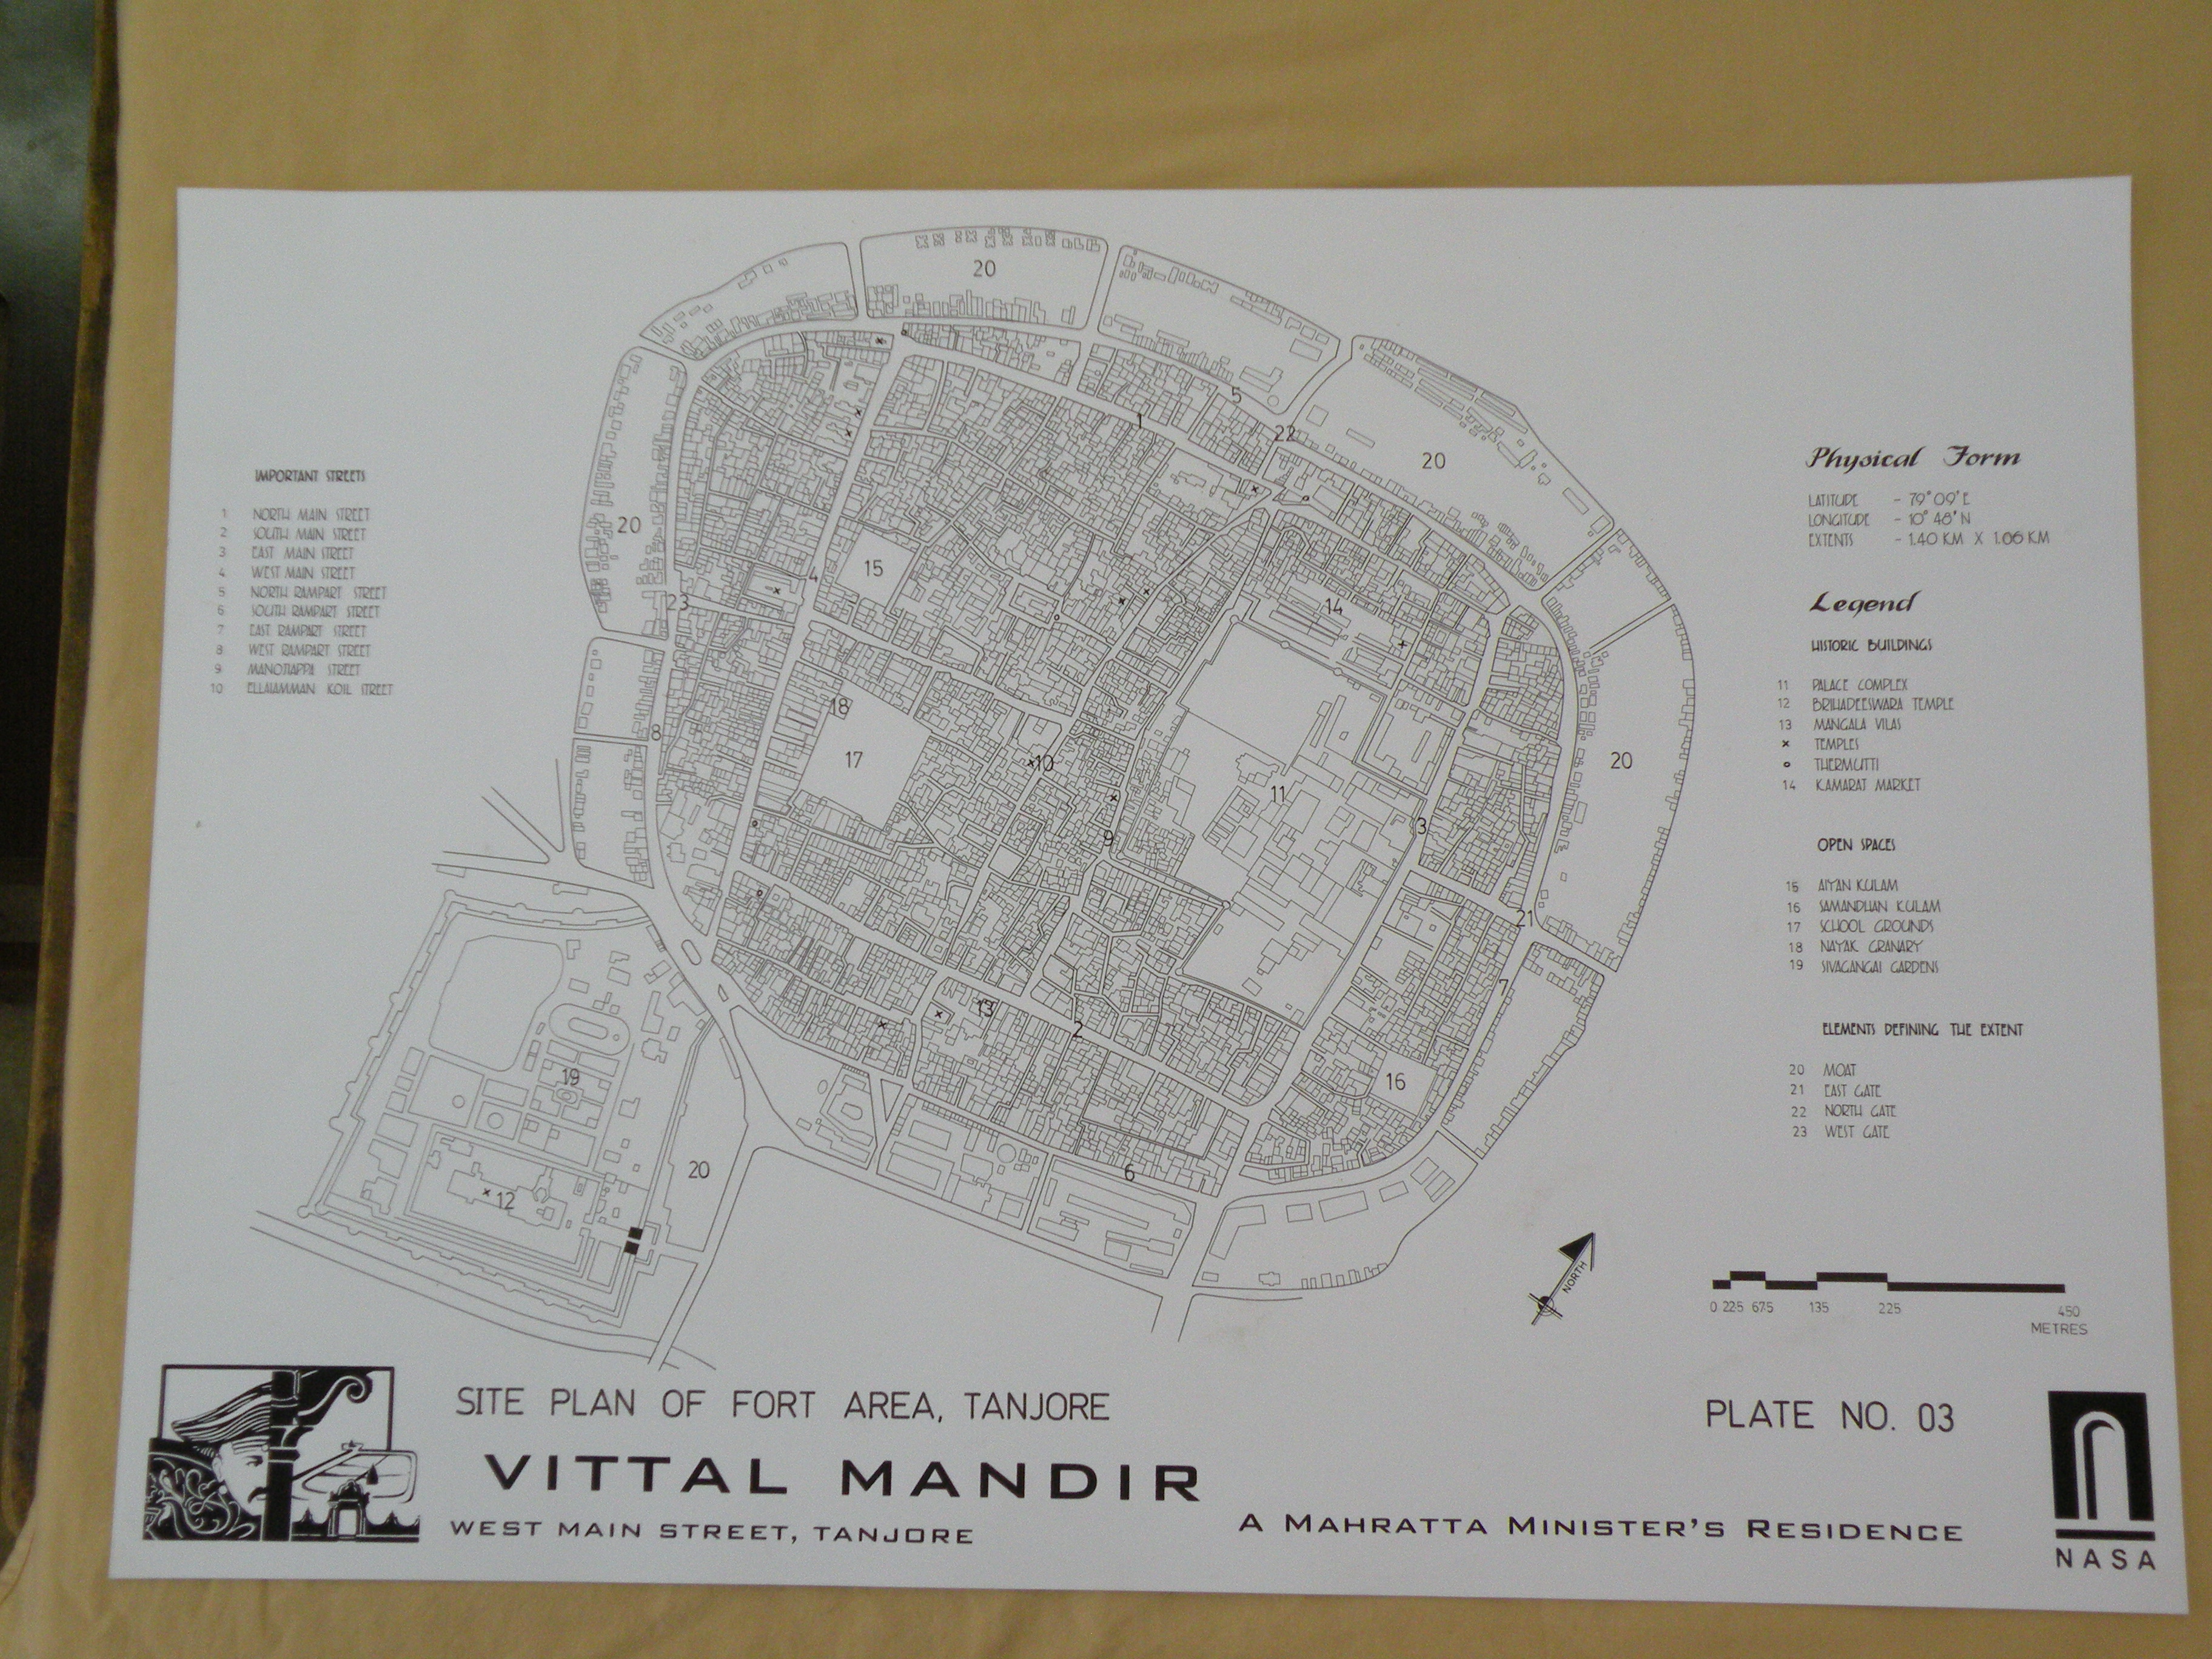 IMPORTANT STREETS
1 NORTH MAIN STREET
2 SOUTH MAIN STREET
3 EAST MAIN STREET
4 WEST MAIN STREET
5 NORTH RAMPART STREET
6 SOUTH RAMPART STREET
7 EAST RAMPART STREET
8 WEST RAMPART STREET
9 MANOJIAPPA STREET
10 ELLAIAMMAN KOIL STREET
20
20
5
1
22
20
20
15
4
23
14
18
8
17
10
11
20
3
9
21
7
13
2
19
16
20
6
12
Physical Form
LATITUDE - 79° 09' E
LONGITUDE - 10° 48' N
EXTENTS - 1.40 KM X 1.06 KM
Legend
HISTORIC BUILDINGS
11 PALACE COMPLEX
12 BRIHADEESWARA TEMPLE
13 MANGALA VILAS
x TEMPLES
o THERMUTTI
14 KAMARAT MARKET
OPEN SPACES
15 AIYAN KULAM
16 SAMANDHAN KULAM
17 SCHOOL GROUNDS
18 NAYAK GRANARY
19 SIVAGANGAI GARDENS
ELEMENTS DEFINING THE EXTENT
20 MOAT
21 EAST GATE
22 NORTH GATE
23 WEST GATE
NORTH
0 225 675 135 225 450
METRES
SITE PLAN OF FORT AREA, TANJORE
PLATE NO. 03
VITTAL MANDIR
WEST MAIN STREET, TANJORE
A MAHRATTA MINISTER'S RESIDENCE
NASA